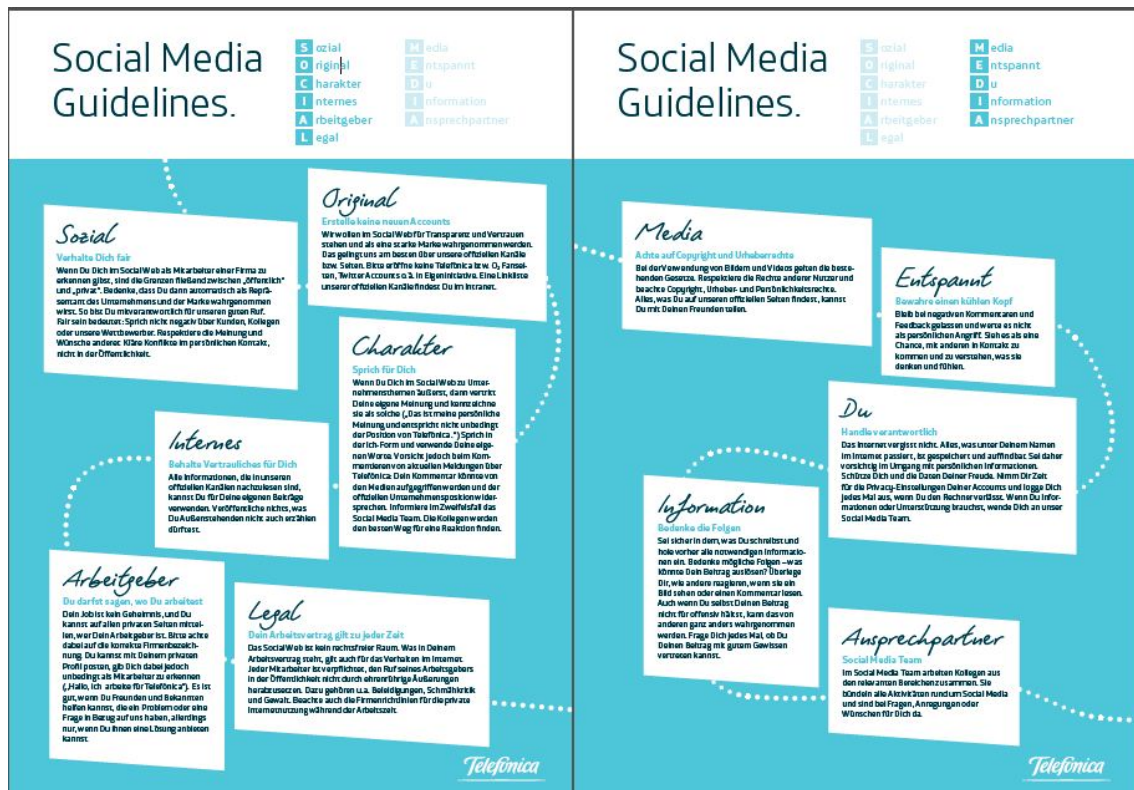 Social Media
Guidelines.
Sozial
Original
Charakter
Internes
Arbeitgeber
Legal
Media
Entspannt
Du
Information
Ansprechpartner
Sozial
Verhalte Dich fair
Wenn Du Dich im Social Web als Mitarbeiter einer Firma zu
erkennen gibst, sind die Grenzen fließend zwischen „öffentlich“
und „privat“. Bedenke, dass Du dann automatisch als Reprä-
sentant des Unternehmens und der Marke wahrgenommen
wirst. So bist Du mitverantwortlich für unseren guten Ruf.
Fair sein bedeutet: Sprich nicht negativ über Kunden, Kollegen
oder unsere Wettbewerber. Respektiere die Meinung und
Wünsche anderer. Kläre Konflikte im persönlichen Kontakt,
nicht in der Öffentlichkeit.
Original
Erstelle keine neuen Accounts
Wir wollen im Social Web für Transparenz und Vertrauen
stehen und als eine starke Marke wahrgenommen werden.
Das gelingt uns am besten über unsere offiziellen Kanäle
bzw. Seiten. Bitte eröffne keine Telefónica bzw. O₂ Fansei-
ten, Twitter Accounts o.ä. in Eigeninitiative. Eine Linkliste
unserer offiziellen Kanäle findest Du im Intranet.
Charakter
Sprich für Dich
Wenn Du Dich im Social Web zu Unter-
nehmensthemen äußerst, dann vertritt
Deine eigene Meinung und kennzeichne
sie als solche („Das ist meine persönliche
Meinung und entspricht nicht unbedingt
der Position von Telefónica.“) Sprich in
der Ich-Form und verwende Deine eige-
nen Worte. Vorsicht jedoch beim Kom-
mentieren von aktuellen Meldungen über
Telefónica: Dein Kommentar könnte von
den Medien aufgegriffen werden und der
offiziellen Unternehmensposition wider-
sprechen. Informiere im Zweifelsfall das
Social Media Team. Die Kollegen werden
den besten Weg für eine Reaktion finden.
Internes
Behalte Vertrauliches für Dich
Alle Informationen, die in unseren
offiziellen Kanälen nachzulesen sind,
kannst Du für Deine eigenen Beiträge
verwenden. Veröffentliche nichts, was
Du Außenstehenden nicht auch erzählen
dürftest.
Arbeitgeber
Du darfst sagen, wo Du arbeitest
Dein Job ist kein Geheimnis, und Du
kannst auf allen privaten Seiten mittei-
len, wer Dein Arbeitgeber ist. Bitte achte
dabei auf die korrekte Firmenbezeich-
nung. Du kannst mit Deinem privaten
Profil posten, gib Dich dabei jedoch
unbedingt als Mitarbeiter zu erkennen
(„Hallo, ich arbeite für Telefónica“). Es ist
gut, wenn Du Freunden und Bekannten
helfen kannst, die ein Problem oder eine
Frage in Bezug auf uns haben, allerdings
nur, wenn Du ihnen eine Lösung anbieten
kannst.
Legal
Dein Arbeitsvertrag gilt zu jeder Zeit
Das Social Web ist kein rechtsfreier Raum. Was in Deinem
Arbeitsvertrag steht, gilt auch für das Verhalten im Internet.
Jeder Mitarbeiter ist verpflichtet, den Ruf seines Arbeitsgebers
in der Öffentlichkeit nicht durch ehrenrührige Äußerungen
herabzusetzen. Dazu gehören u.a. Beleidigungen, Schmähkritik
und Gewalt. Beachte auch die Firmenrichtlinien für die private
Internetnutzung während der Arbeitszeit.
Telefónica
Social Media
Guidelines.
Sozial
Original
Charakter
Internes
Arbeitgeber
Legal
Media
Entspannt
Du
Information
Ansprechpartner
Media
Achte auf Copyright und Urheberrechte
Bei der Verwendung von Bildern und Videos gelten die beste-
henden Gesetze. Respektiere die Rechte anderer Nutzer und
beachte Copyright, Urheber- und Persönlichkeitsrechte.
Alles, was Du auf unseren offiziellen Seiten findest, kannst
Du mit Deinen Freunden teilen.
Entspannt
Bewahre einen kühlen Kopf
Bleib bei negativen Kommentaren und
Feedback gelassen und werte es nicht
als persönlichen Angriff. Sieh es als eine
Chance, mit anderen in Kontakt zu
kommen und zu verstehen, was sie
denken und fühlen.
Du
Handle verantwortlich
Das Internet vergisst nicht. Alles, was unter Deinem Namen
im Internet passiert, ist gespeichert und auffindbar. Sei daher
vorsichtig im Umgang mit persönlichen Informationen.
Schütze Dich und die Daten Deiner Freude. Nimm Dir Zeit
für die Privacy-Einstellungen Deiner Accounts und logge Dich
jedes Mal aus, wenn Du den Rechner verlässt. Wenn Du Infor-
mationen oder Unterstützung brauchst, wende Dich an unser
Social Media Team.
Information
Bedenke die Folgen
Sei sicher in dem, was Du schreibst und
hole vorher alle notwendigen Informatio-
nen ein. Bedenke mögliche Folgen – was
könnte Dein Beitrag auslösen? Überlege
Dir, wie andere reagieren, wenn sie ein
Bild sehen oder einen Kommentar lesen.
Auch wenn Du selbst Deinen Beitrag
nicht für offensiv hältst, kann das von
anderen ganz anders wahrgenommen
werden. Frage Dich jedes Mal, ob Du
Deinen Beitrag mit gutem Gewissen
vertreten kannst.
Ansprechpartner
Social Media Team
Im Social Media Team arbeiten Kollegen aus
den relevanten Bereichen zusammen. Sie
bündeln alle Aktivitäten rund um Social Media
und sind bei Fragen, Anregungen oder
Wünschen für Dich da.
Telefónica